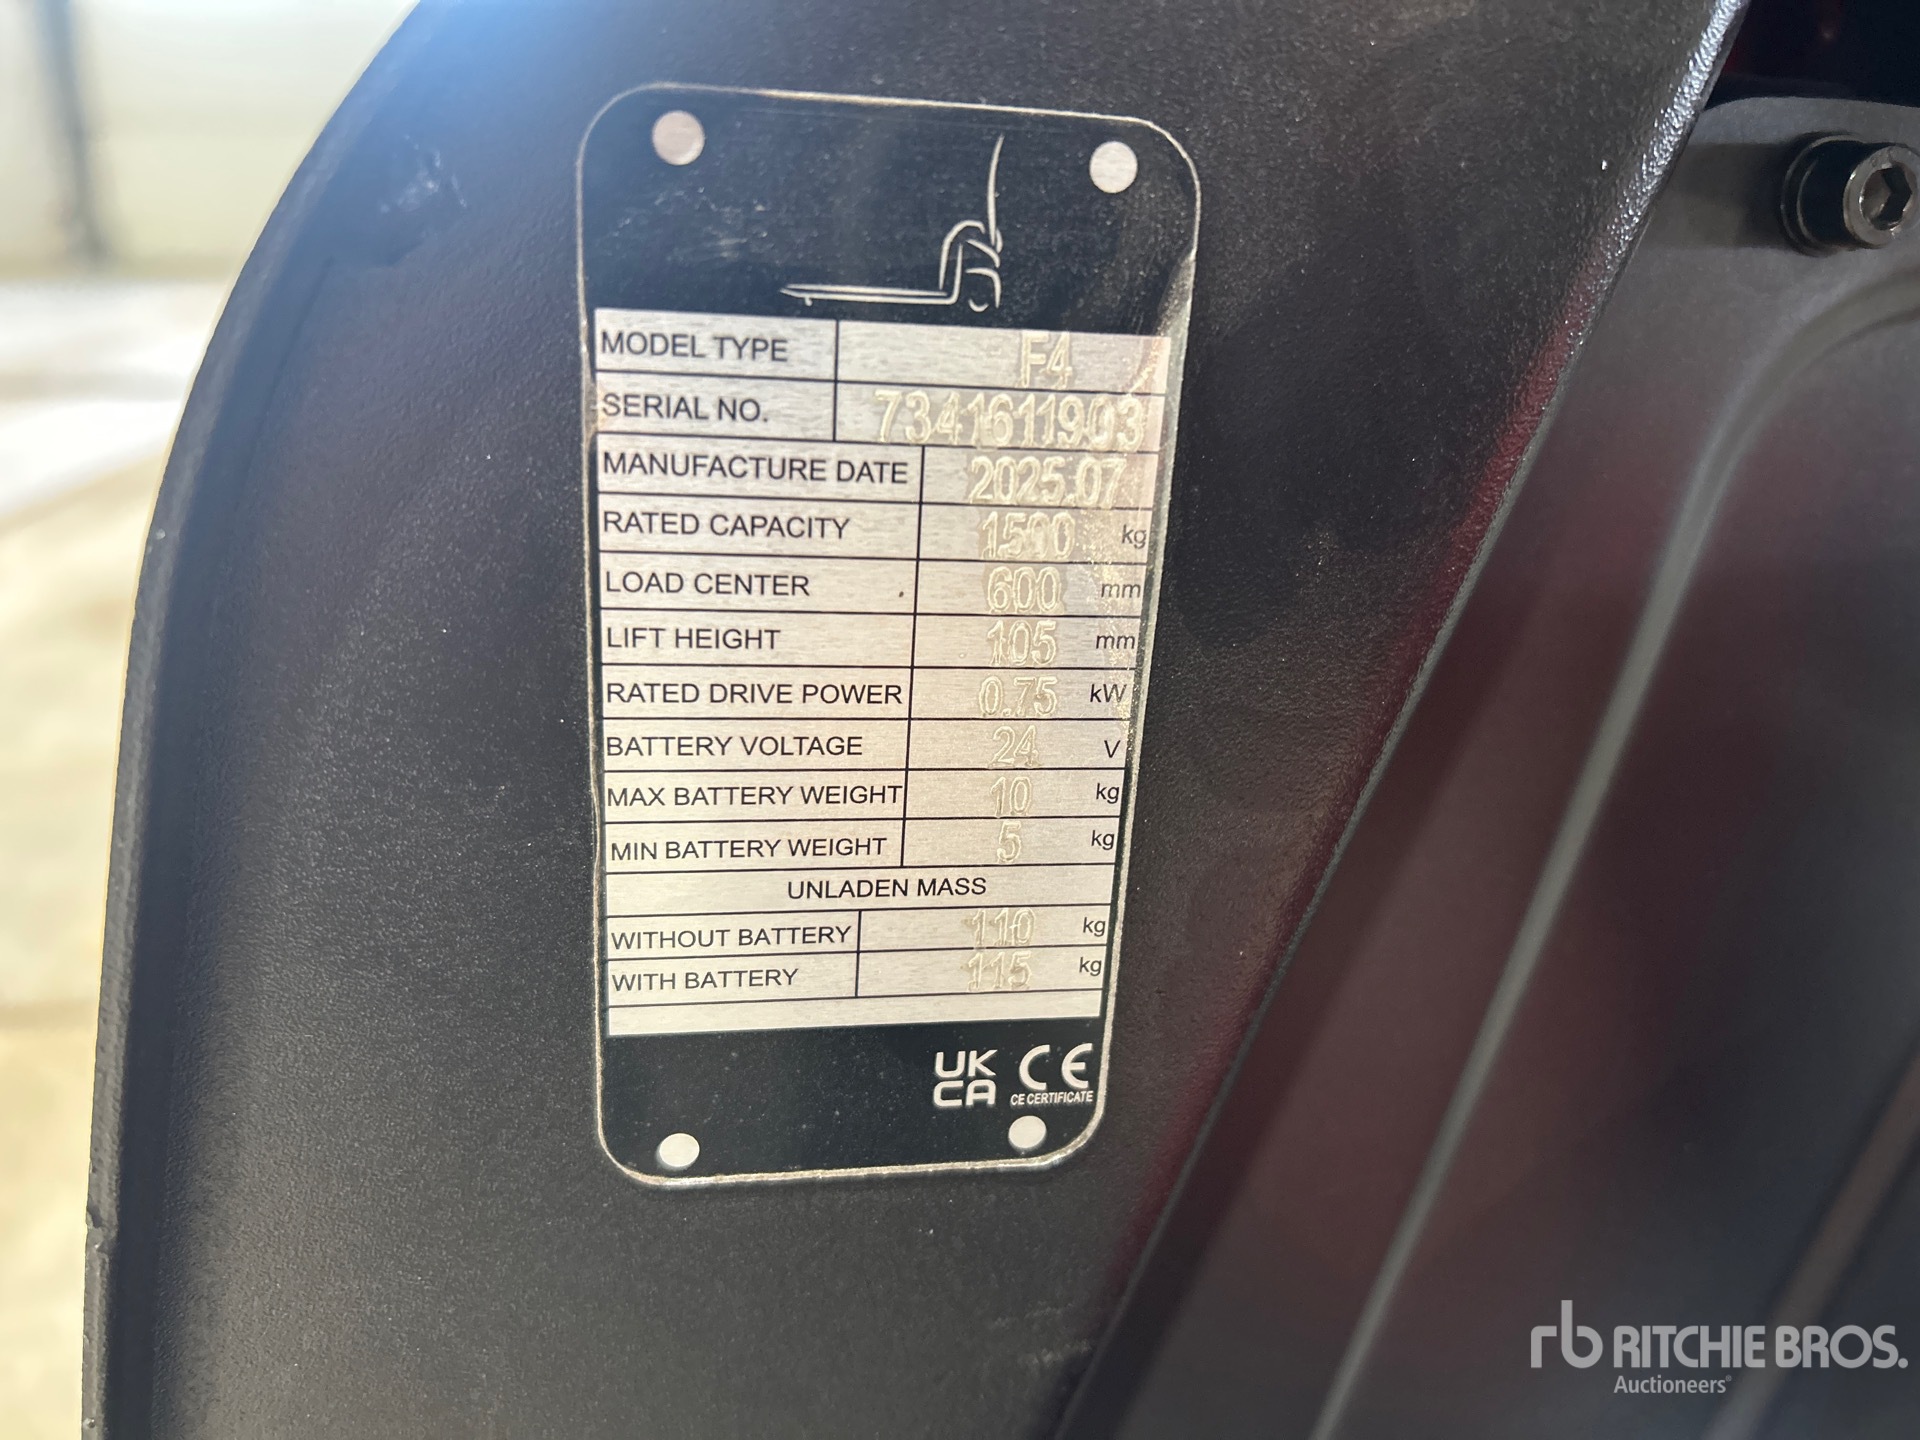 MODEL TYPE F4
SERIAL NO. 7341611903
MANUFACTURE DATE 2025.07
RATED CAPACITY 1500 kg
LOAD CENTER 600 mm
LIFT HEIGHT 105 mm
RATED DRIVE POWER 0.75 kW
BATTERY VOLTAGE 24 V
MAX BATTERY WEIGHT 10 kg
MIN BATTERY WEIGHT 5 kg
UNLADEN MASS
WITHOUT BATTERY 110 kg
WITH BATTERY 115 kg
UK CA CE
CE CERTIFICATE
rb RITCHIE BROS.
Auctioneers